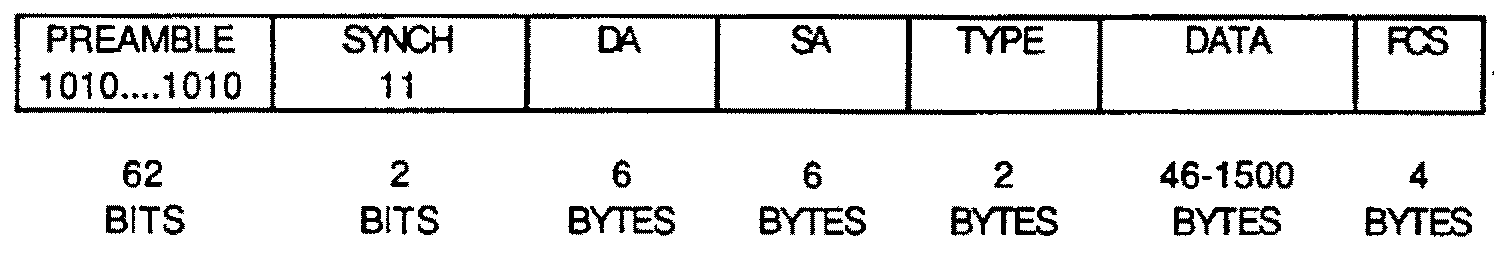 PREAMBLE SYNCH DA SA TYPE DATA FCS
1010....1010 11
62 2 6 6 2 46-1500 4
BITS BITS BYTES BYTES BYTES BYTES BYTES